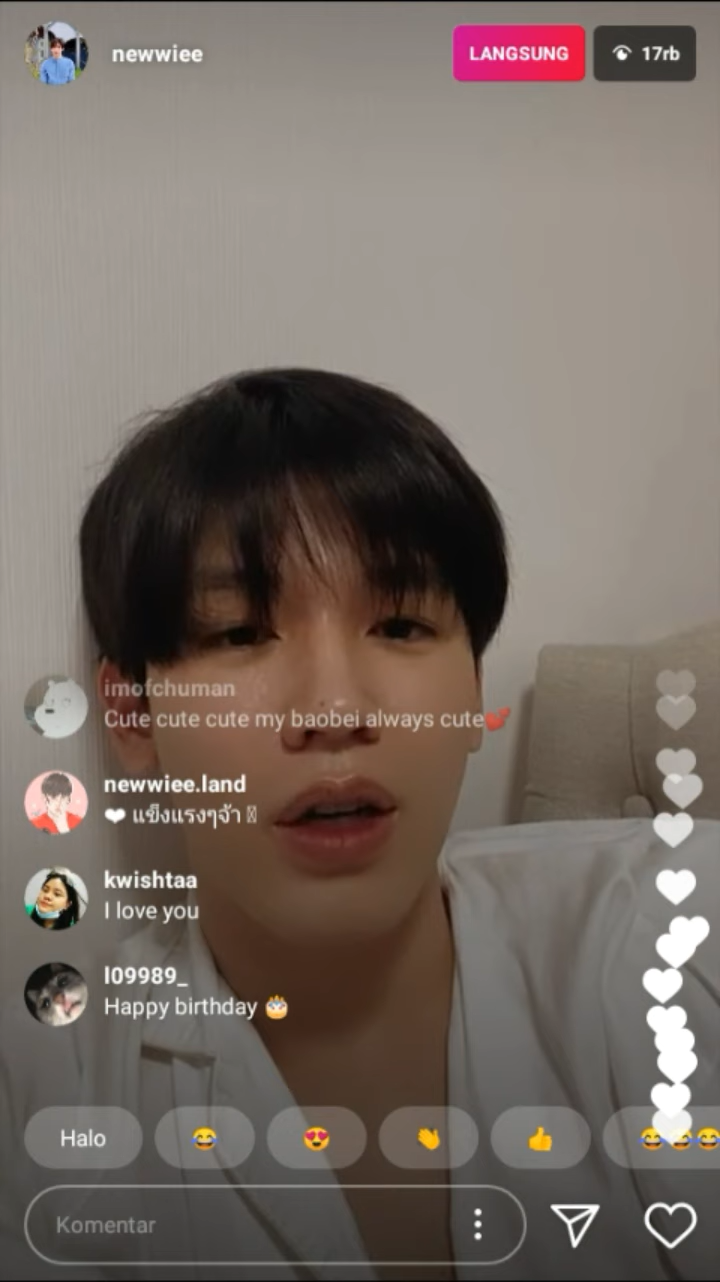 newwiee
LANGSUNG
17rb
imofchuman
Cute cute cute my baobei always cute💕
newwiee.land
❤ แข็งแรงๆจ้า
kwishtaa
I love you
l09989_
Happy birthday 🎂
Halo 😂 😍 👏 👍 😂😂😂
Komentar